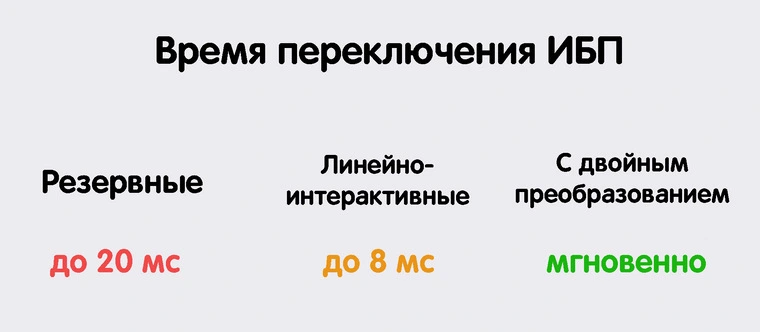 Время переключения ИБП
Резервные
до 20 мс
Линейно-
интерактивные
до 8 мс
С двойным
преобразованием
мгновенно